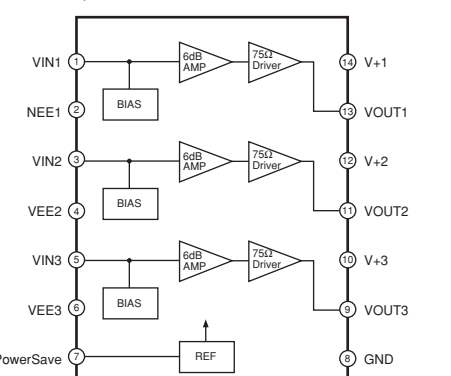 VIN1
1
6dB
AMP
75Ω
Driver
14
V+1
BIAS
NEE1
2
13
VOUT1
VIN2
3
6dB
AMP
75Ω
Driver
12
V+2
BIAS
VEE2
4
11
VOUT2
VIN3
5
6dB
AMP
75Ω
Driver
10
V+3
BIAS
VEE3
6
9
VOUT3
PowerSave
7
REF
8
GND